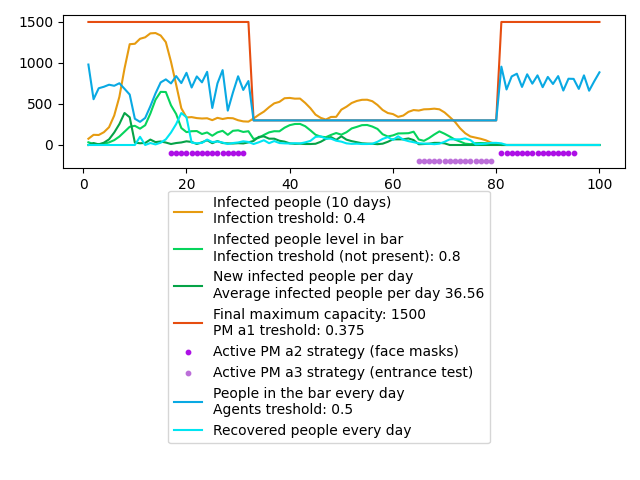 1500
1000
500
0
0
20
40
60
80
100
Infected people (10 days)
Infection treshold: 0.4
Infected people level in bar
Infection treshold (not present): 0.8
New infected people per day
Average infected people per day 36.56
Final maximum capacity: 1500
PM a1 treshold: 0.375
Active PM a2 strategy (face masks)
Active PM a3 strategy (entrance test)
People in the bar every day
Agents treshold: 0.5
Recovered people every day